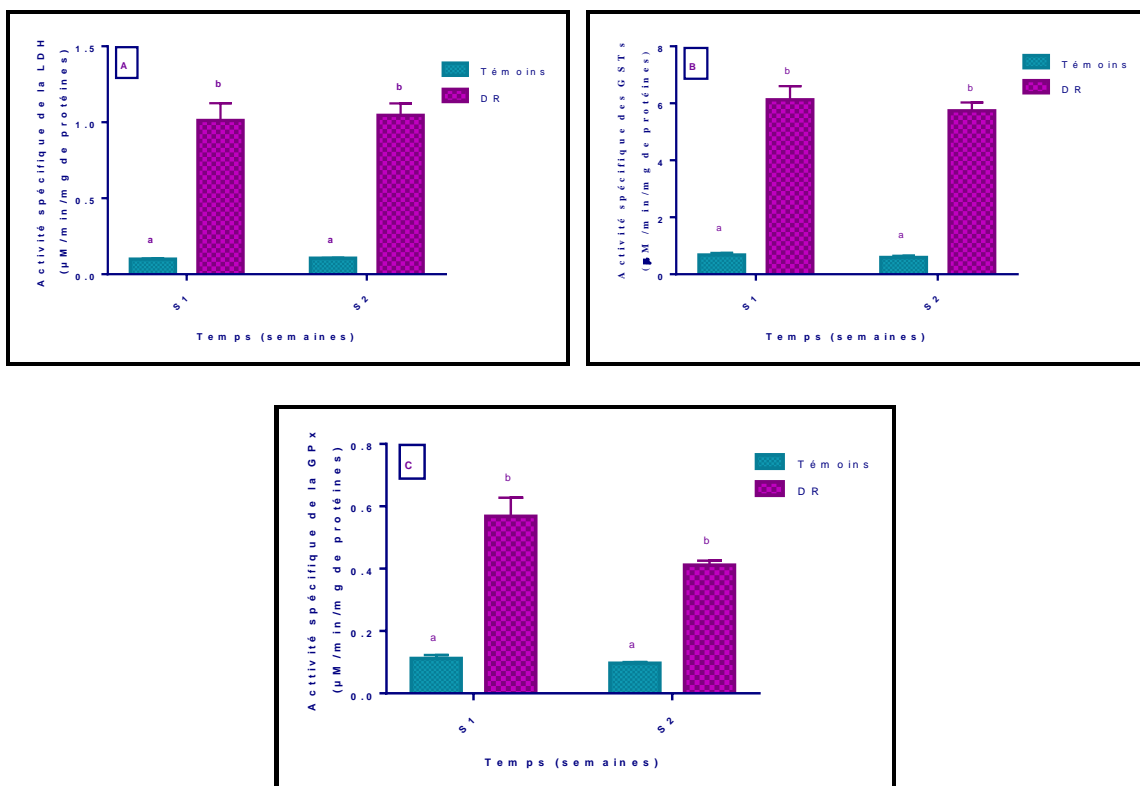 Activité spécifique de la LDH
(µM/min/mg de protéines)
1.5
1.0
0.5
0.0
A
a
b
a
b
Témoins
DR
S1
S2
Temps (semaines)
Activité spécifique des GSTs
M /min/mg de protéines)
8
6
4
2
0
B
a
b
a
b
Témoins
DR
S1
S2
Temps (semaines)
Acttivité spécifique de la GPx
(µM/min/mg de protéines)
0.8
0.6
0.4
0.2
0.0
C
a
b
a
b
Témoins
DR
S1
S2
Temps (semaines)